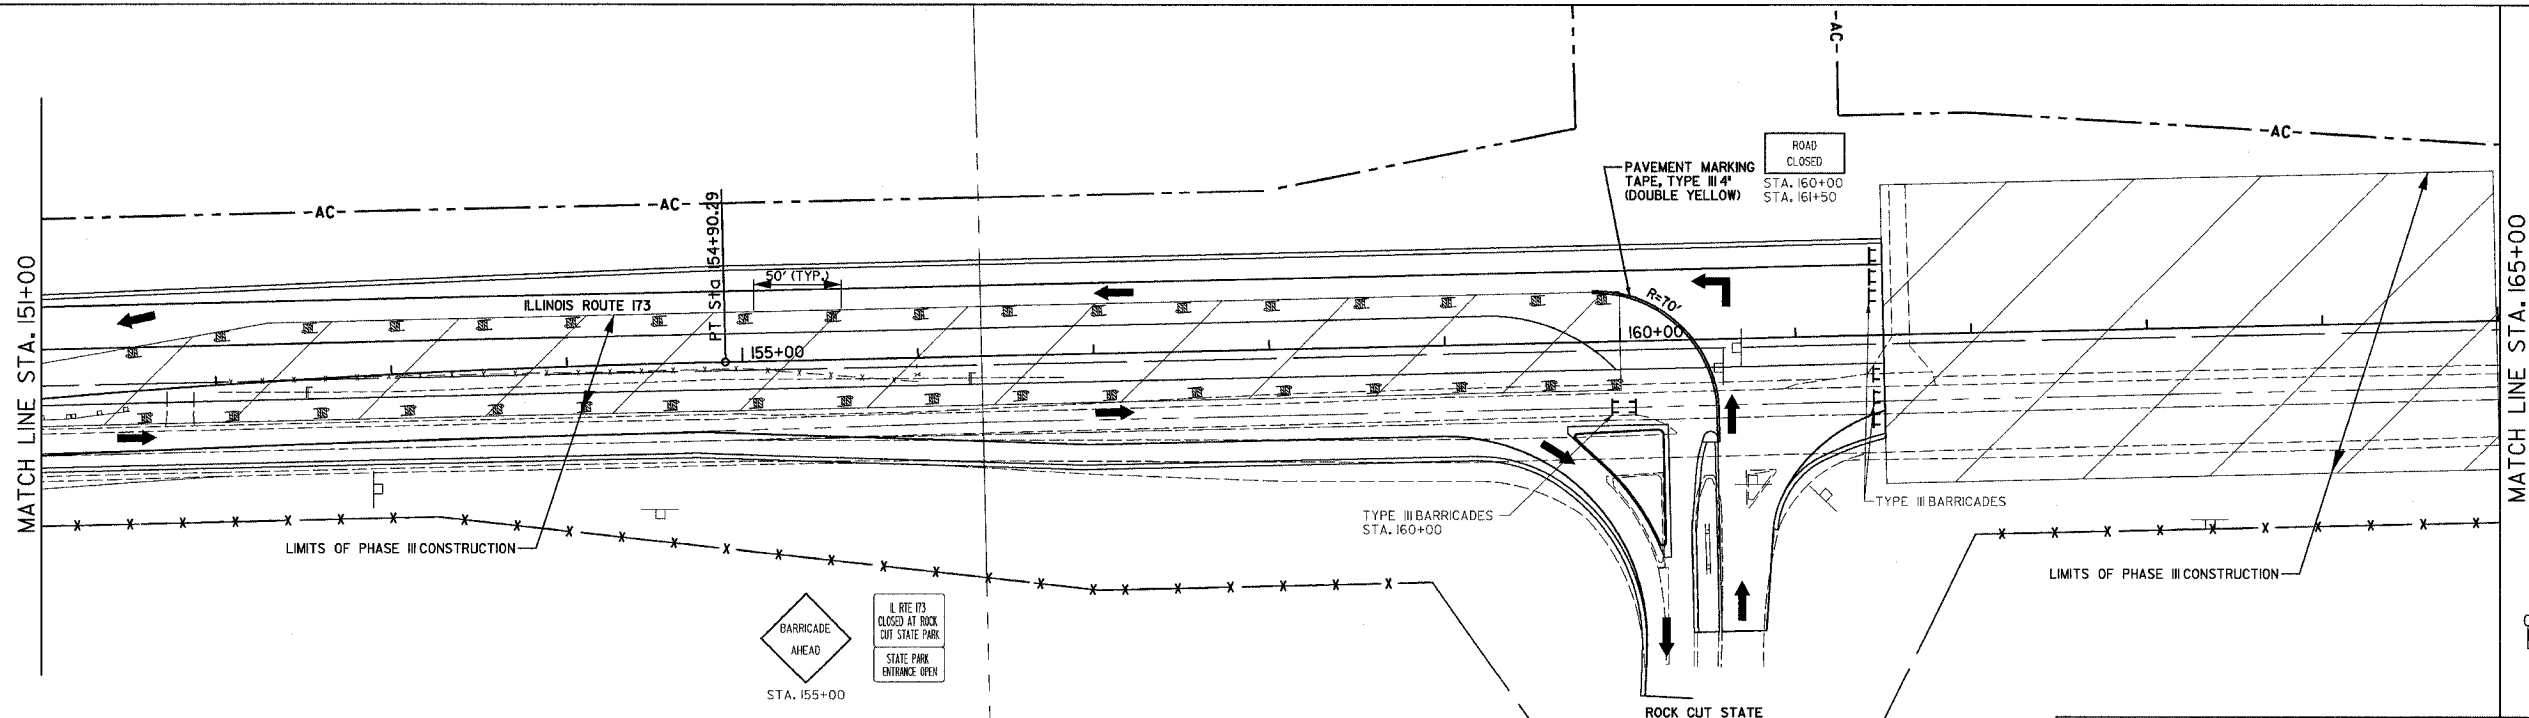 -AC-
-AC-
ROAD
CLOSED
PAVEMENT MARKING
TAPE, TYPE III 4"
(DOUBLE YELLOW)
STA. 160+00
STA. 161+50
-AC-
-AC-
PT Sta 154+90.29
50' (TYP.)
ILLINOIS ROUTE 173
R=70'
160+00
155+00
MATCH LINE STA. 151+00
MATCH LINE STA. 165+00
TYPE III BARRICADES
TYPE III BARRICADES
STA. 160+00
LIMITS OF PHASE III CONSTRUCTION
LIMITS OF PHASE III CONSTRUCTION
BARRICADE
AHEAD
STA. 155+00
IL RTE 173
CLOSED AT ROCK
CUT STATE PARK
STATE PARK
ENTRANCE OPEN
ROCK CUT STATE